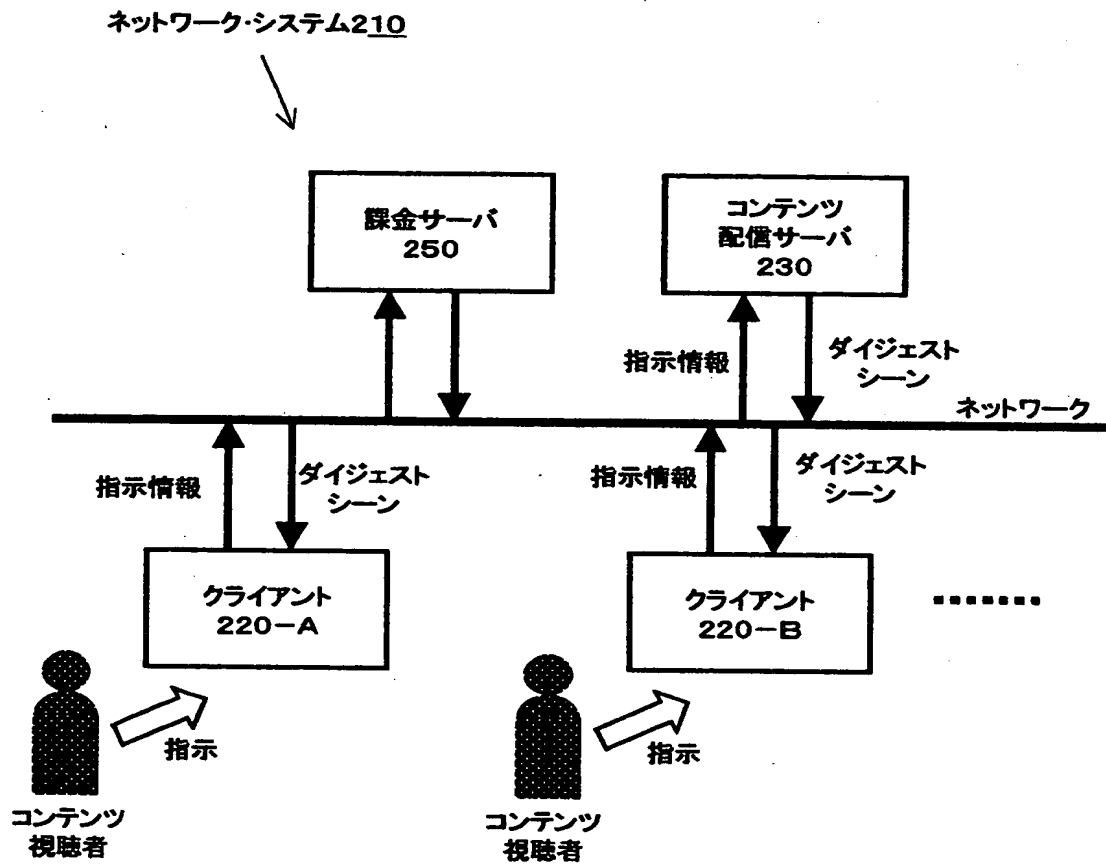 ネットワーク・システム210
課金サーバ
250
コンテンツ
配信サーバ
230
指示情報
ダイジェスト
シーン
ネットワーク
指示情報
ダイジェスト
シーン
指示情報
ダイジェスト
シーン
クライアント
220-A
クライアント
220-B
指示
指示
コンテンツ
視聴者
コンテンツ
視聴者